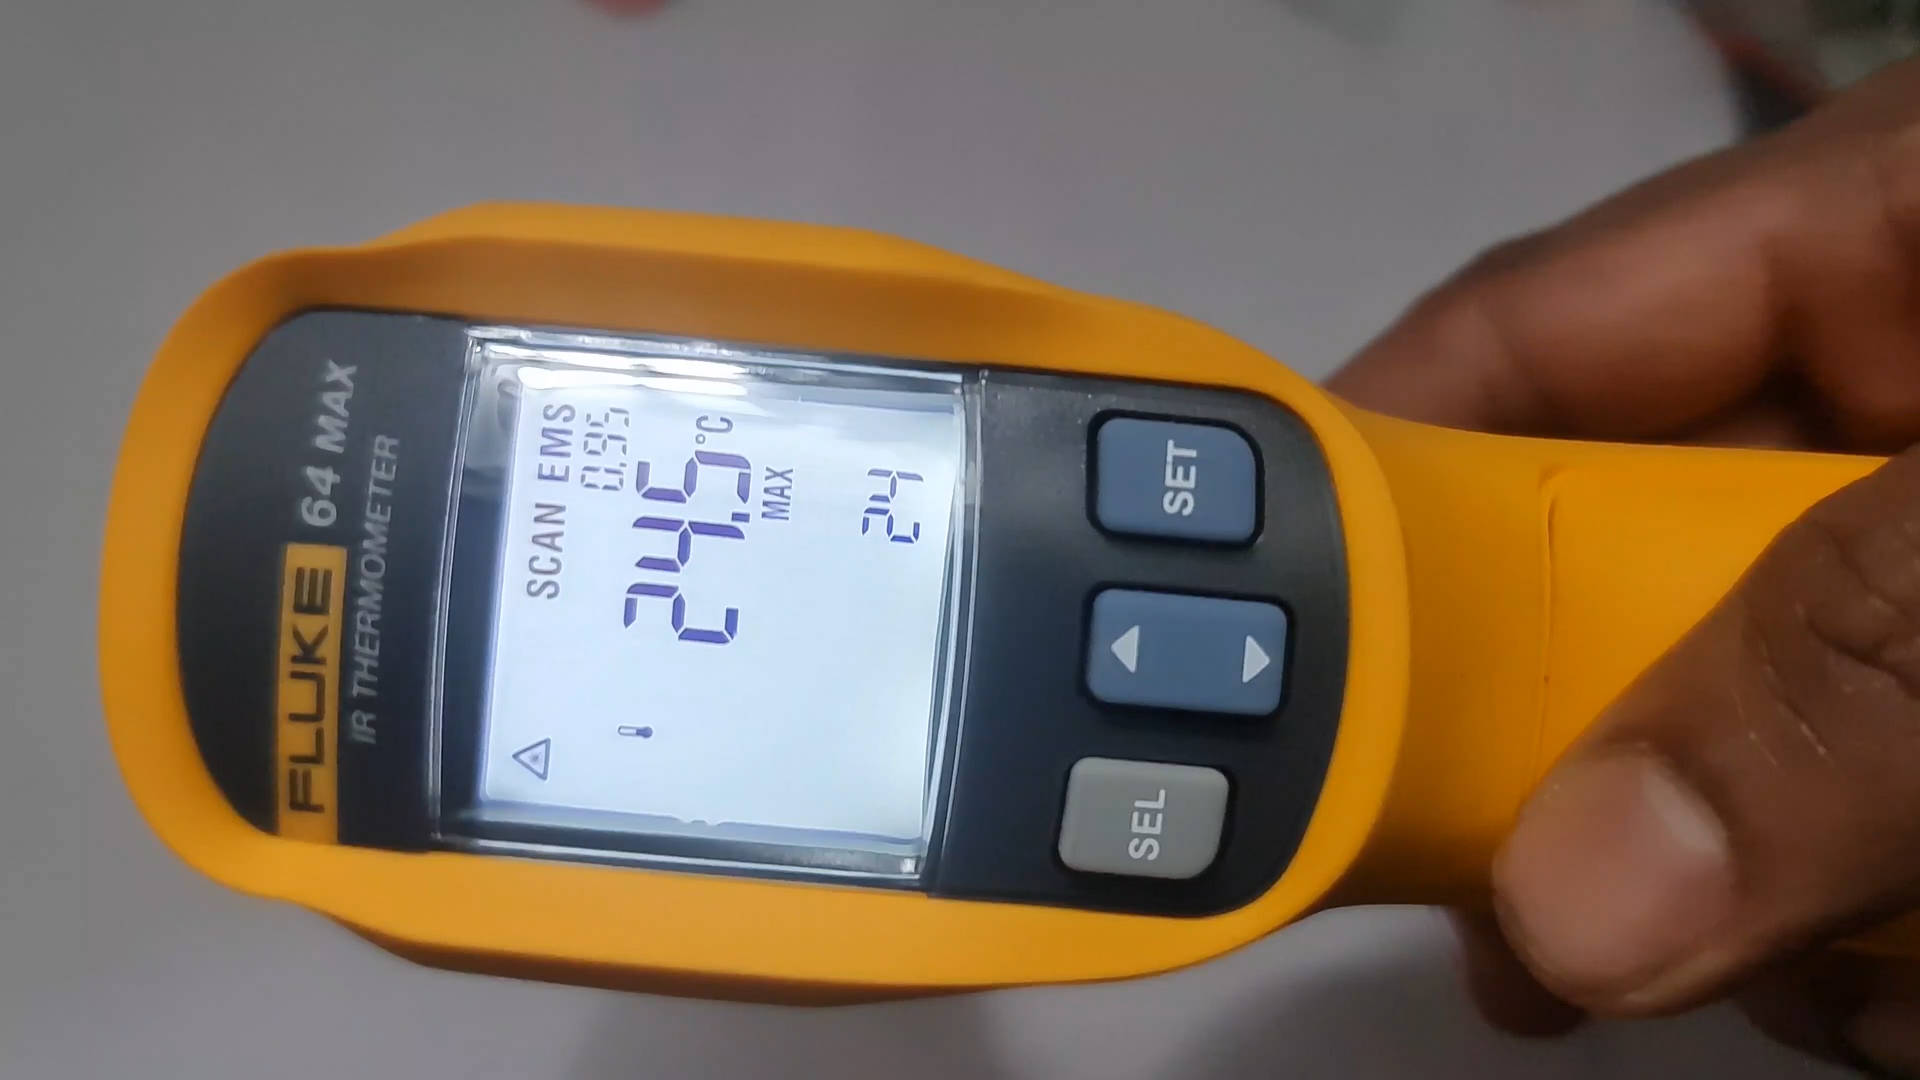 FLUKE 64 MAX
IR THERMOMETER
SCAN EMS
0.95
24.5 °C
MAX
24
SEL
SET